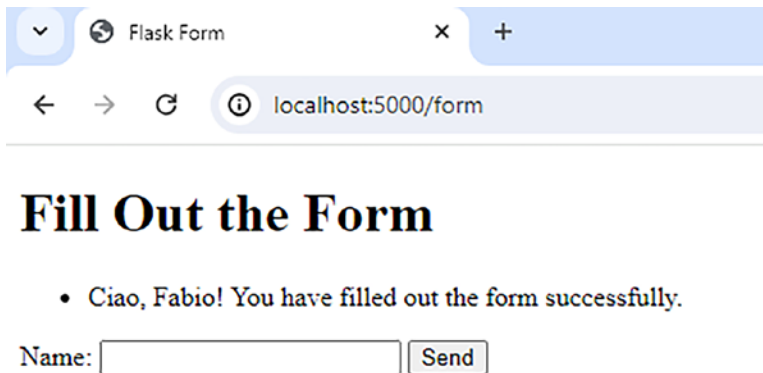 Flask Form
localhost:5000/form
Fill Out the Form
Ciao, Fabio! You have filled out the form successfully.
Name: Send